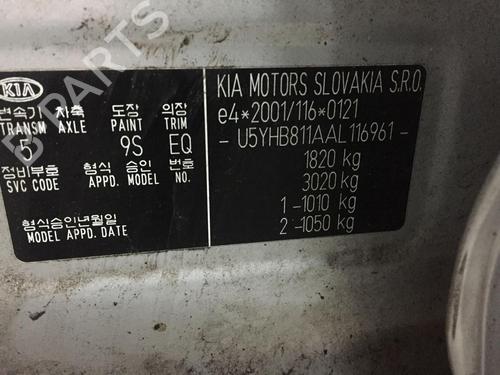 B PARTS
KIA
변속기 차축 도장 의장
TRANSM AXLE PAINT TRIM
5 9S EQ
정비부호 형식 승인 번호
SVC CODE APPD. MODEL NO.
형식승인년월일
MODEL APPD. DATE
KIA MOTORS SLOVAKIA S.R.O.
e4*2001/116*0121
- U5YHB811AAL116961 -
1820 kg
3020 kg
1 -1010 kg
2 -1050 kg